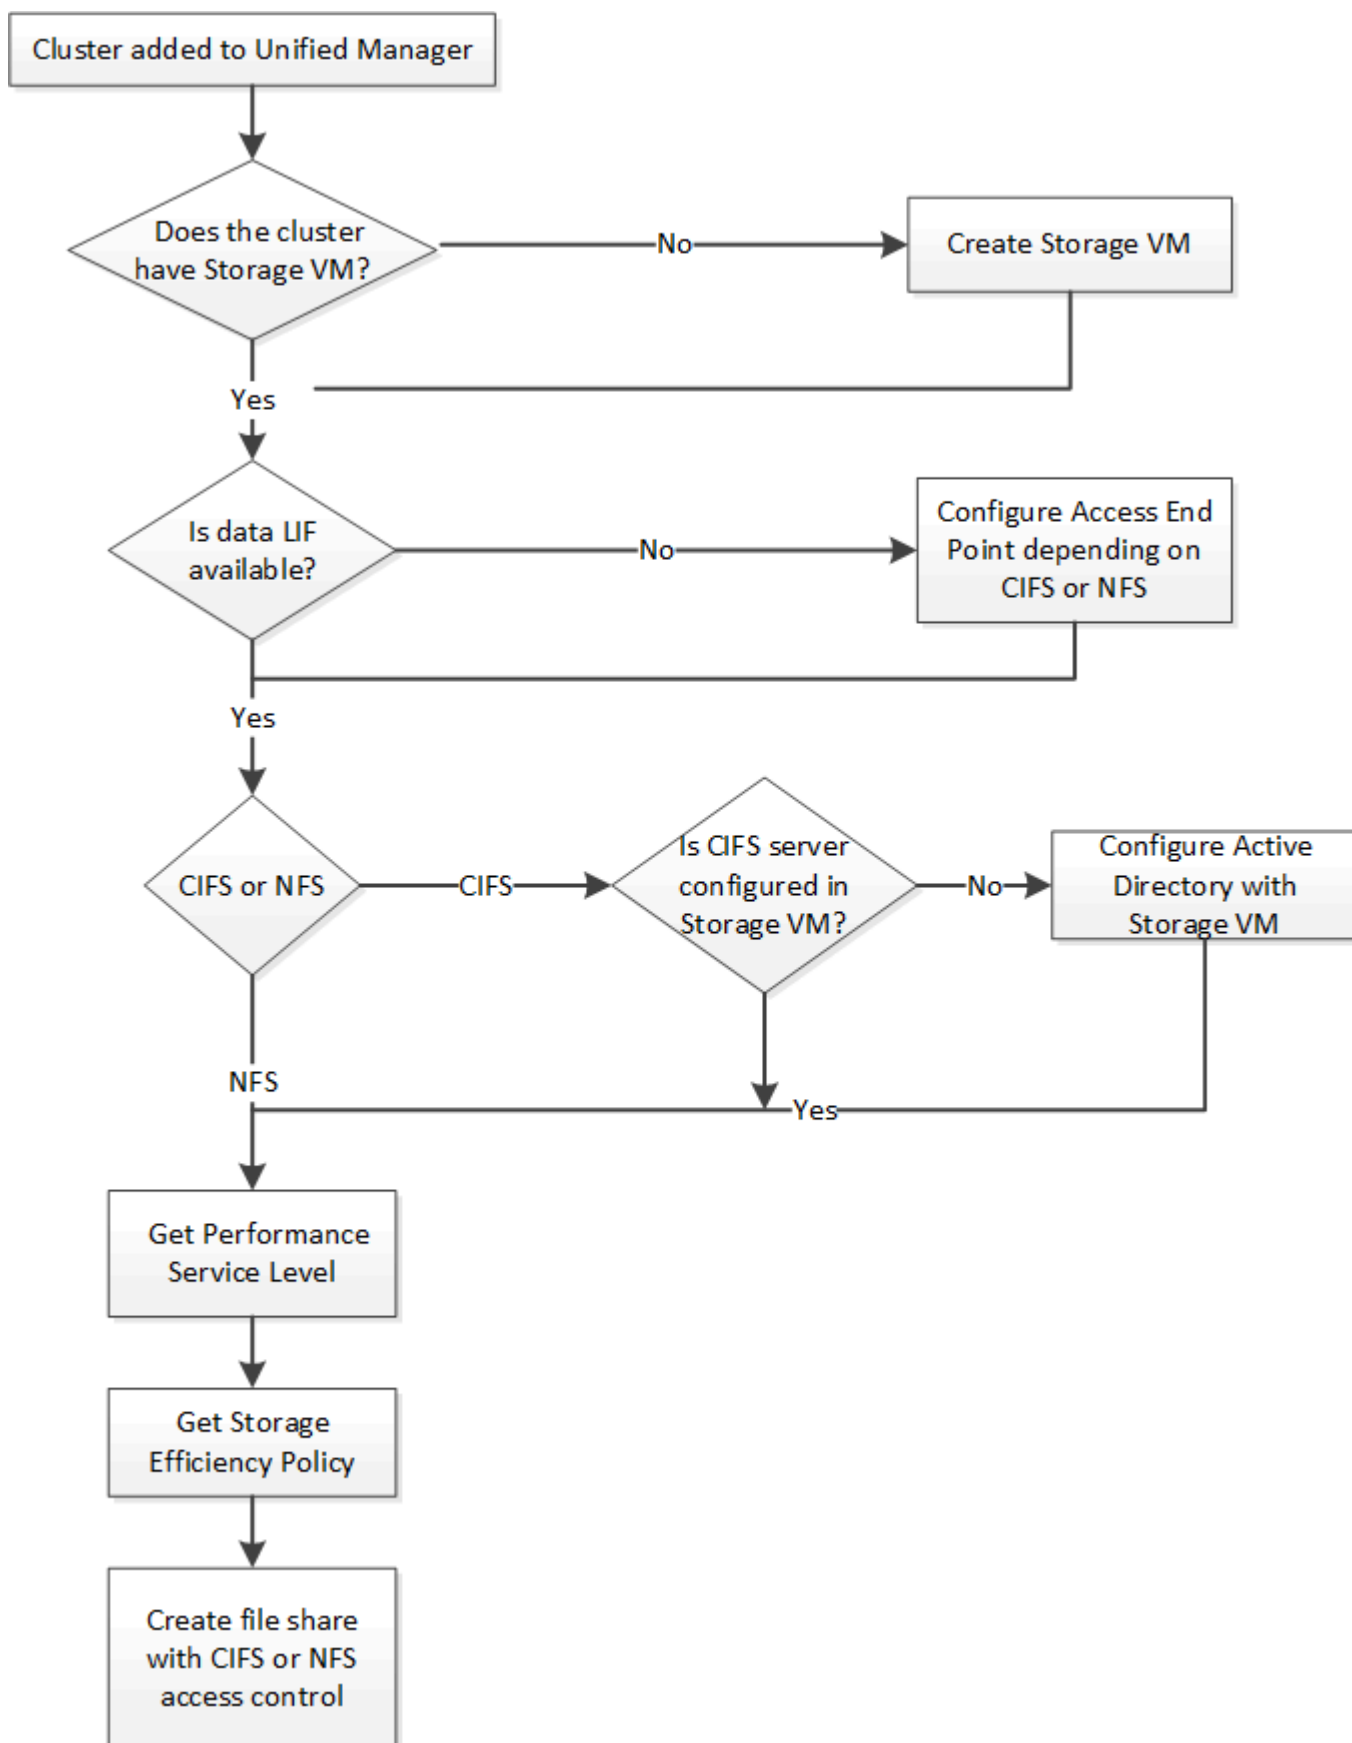 Cluster added to Unified Manager
Does the cluster
have Storage VM?
No
Create Storage VM
Yes
Is data LIF
available?
No
Configure Access End
Point depending on
CIFS or NFS
Yes
CIFS or NFS
CIFS
Is CIFS server
configured in
Storage VM?
No
Configure Active
Directory with
Storage VM
NFS
Yes
Get Performance
Service Level
Get Storage
Efficiency Policy
Create file share
with CIFS or NFS
access control